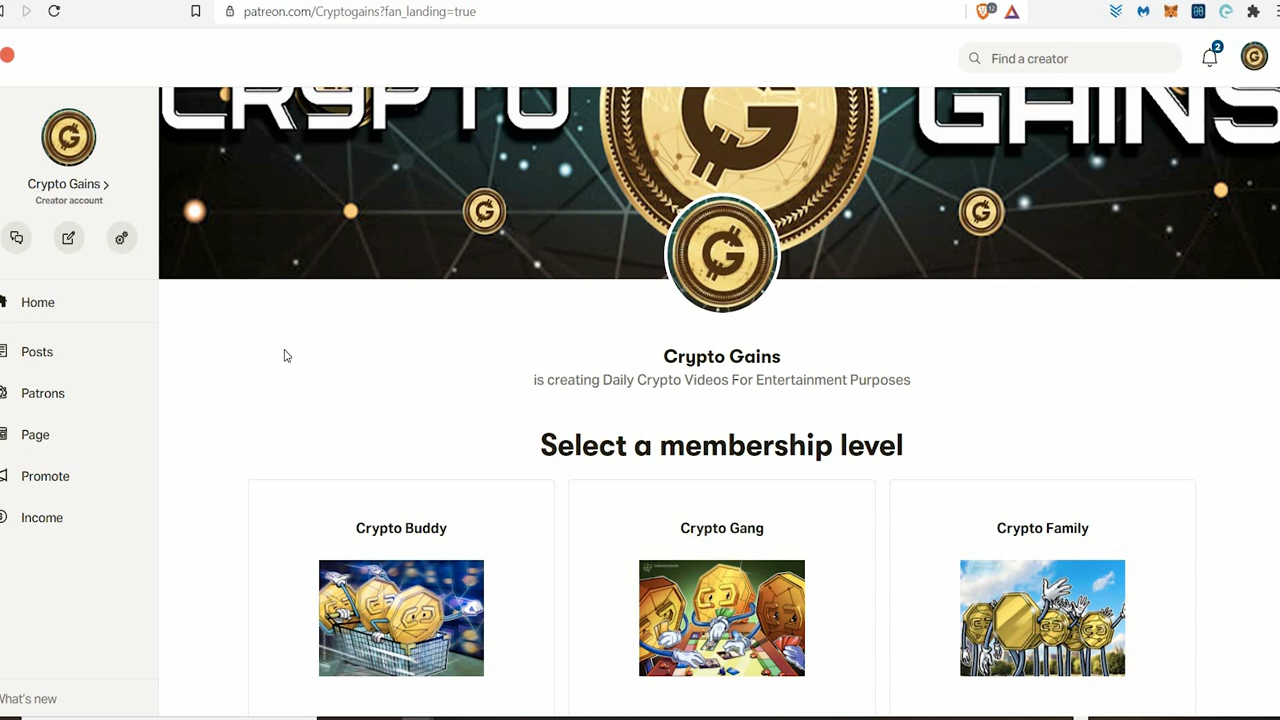 patreon.com/Cryptogains?fan_landing=true
12
Find a creator
2
CRYPTO GAINS
Crypto Gains
Creator account
Home
Posts
Patrons
Page
Promote
Income
What's new
Crypto Gains
is creating Daily Crypto Videos For Entertainment Purposes
Select a membership level
Crypto Buddy
Crypto Gang
Crypto Family